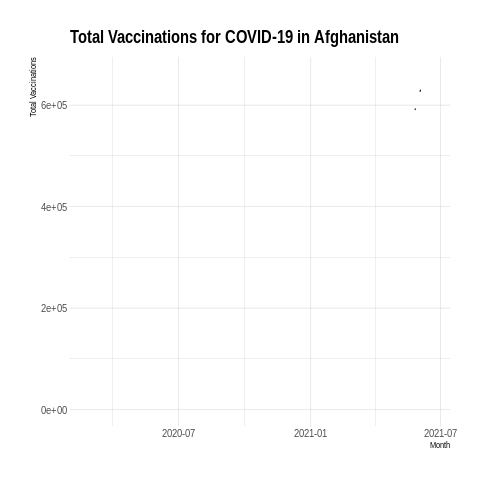 Total Vaccinations for COVID-19 in Afghanistan
Total Vaccinations
6e+05
4e+05
2e+05
0e+00
2020-07
2021-01
2021-07
Month